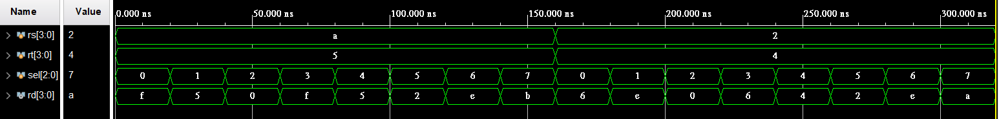 Name Value 0.000 ns 50.000 ns 100.000 ns 150.000 ns 200.000 ns 250.000 ns 300.000 ns
rs[3:0] 2 a 2
rt[3:0] 4 5 4
sel[2:0] 7 0 1 2 3 4 5 6 7 0 1 2 3 4 5 6 7
rd[3:0] a f 5 0 f 5 2 e b 6 e 0 6 4 2 e a